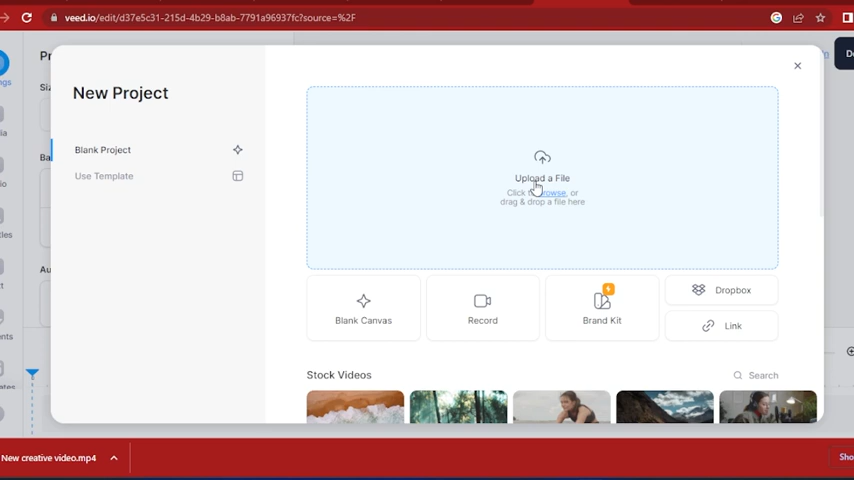 veed.io/edit/d37e5c31-215d-4b29-b8ab-7791a96937fc?source=%2F
New Project
Blank Project
Use Template
Upload a File
Click to browse, or
drag & drop a file here
Blank Canvas
Record
Brand Kit
Dropbox
Link
Stock Videos
Search
New creative video.mp4